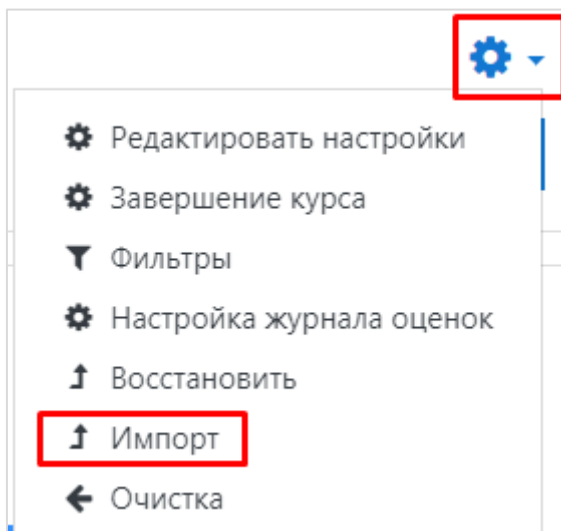 Редактировать настройки
Завершение курса
Фильтры
Настройка журнала оценок
Восстановить
Импорт
Очистка